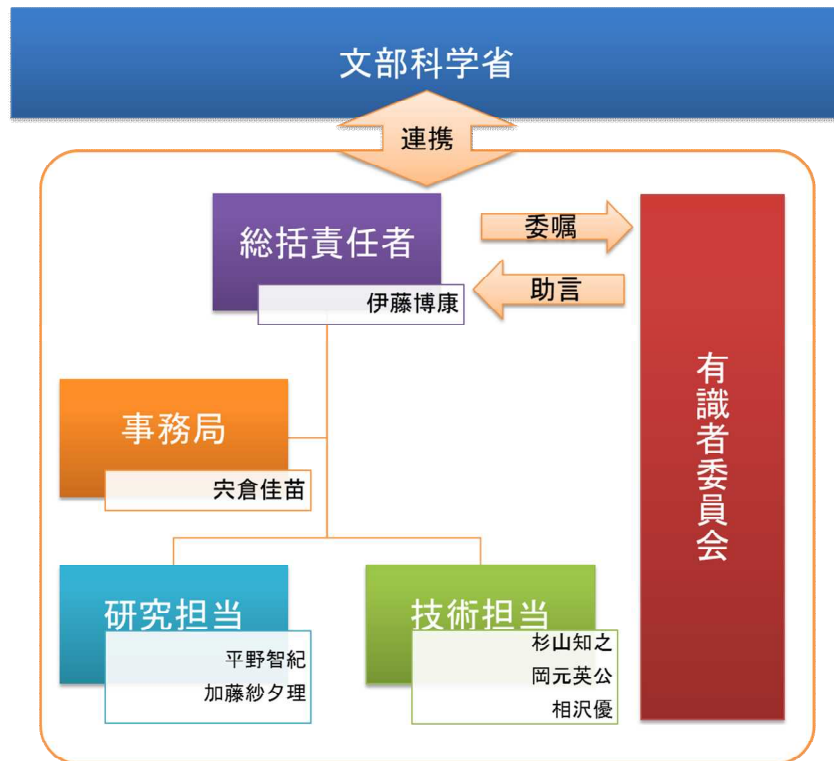 文部科学省
連携
総括責任者
伊藤博康
委嘱
助言
有識者委員会
事務局
宍倉佳苗
研究担当
平野智紀
加藤紗夕理
技術担当
杉山知之
岡元英公
相沢優